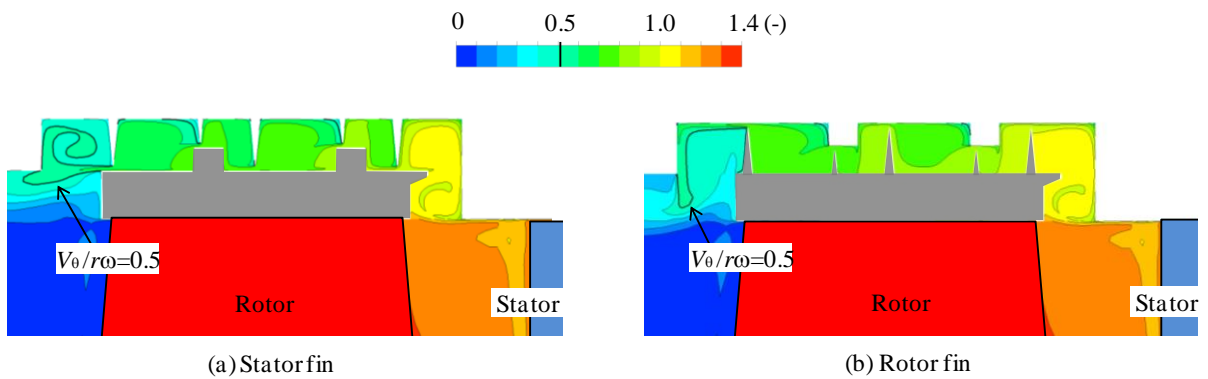 0 0.5 1.0 1.4 (-)
Vθ/rω=0.5
Rotor
Stator
(a) Stator fin
Vθ/rω=0.5
Rotor
Stator
(b) Rotor fin